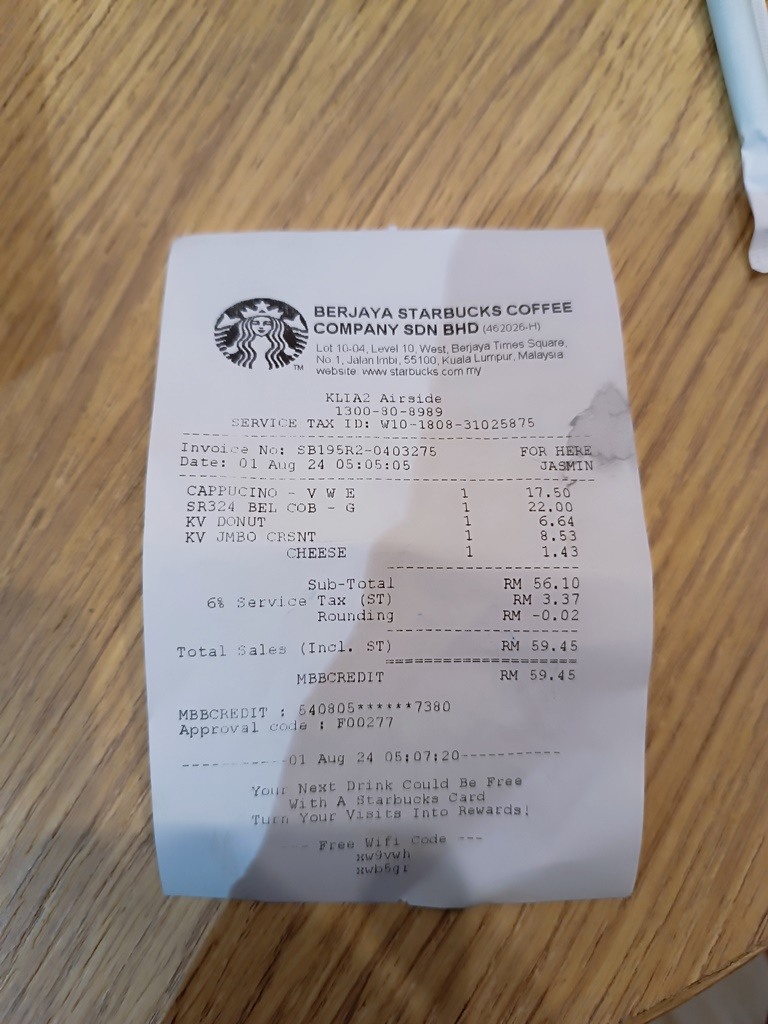 BERJAYA STARBUCKS COFFEE
COMPANY SDN BHD (462026-H)
Lot 10-04, Level 10, West, Berjaya Times Square,
No.1, Jalan Imbi, 55100, Kuala Lumpur, Malaysia
website: www.starbucks.com.my
TM
KLIA2 Airside
1300-80-8989
SERVICE TAX ID: W10-1808-31025875
Invoice No: SB195R2-0403275 FOR HERE
Date: 01 Aug 24 05:05:05 JASMIN
CAPPUCINO - V W E 1 17.50
SR324 BEL COB - G 1 22.00
KV DONUT 1 6.64
KV JMBO CRSNT 1 8.53
CHEESE 1 1.43
Sub-Total RM 56.10
6% Service Tax (ST) RM 3.37
Rounding RM -0.02
Total Sales (Incl. ST) RM 59.45
MBBCREDIT RM 59.45
MBBCREDIT : 540805******7380
Approval code : F00277
-----------01 Aug 24 05:07:20-----------
Your Next Drink Could Be Free
With A Starbucks Card
Turn Your Visits Into Rewards!
--- Free Wifi Code ---
xw9vwh
xwb6gr